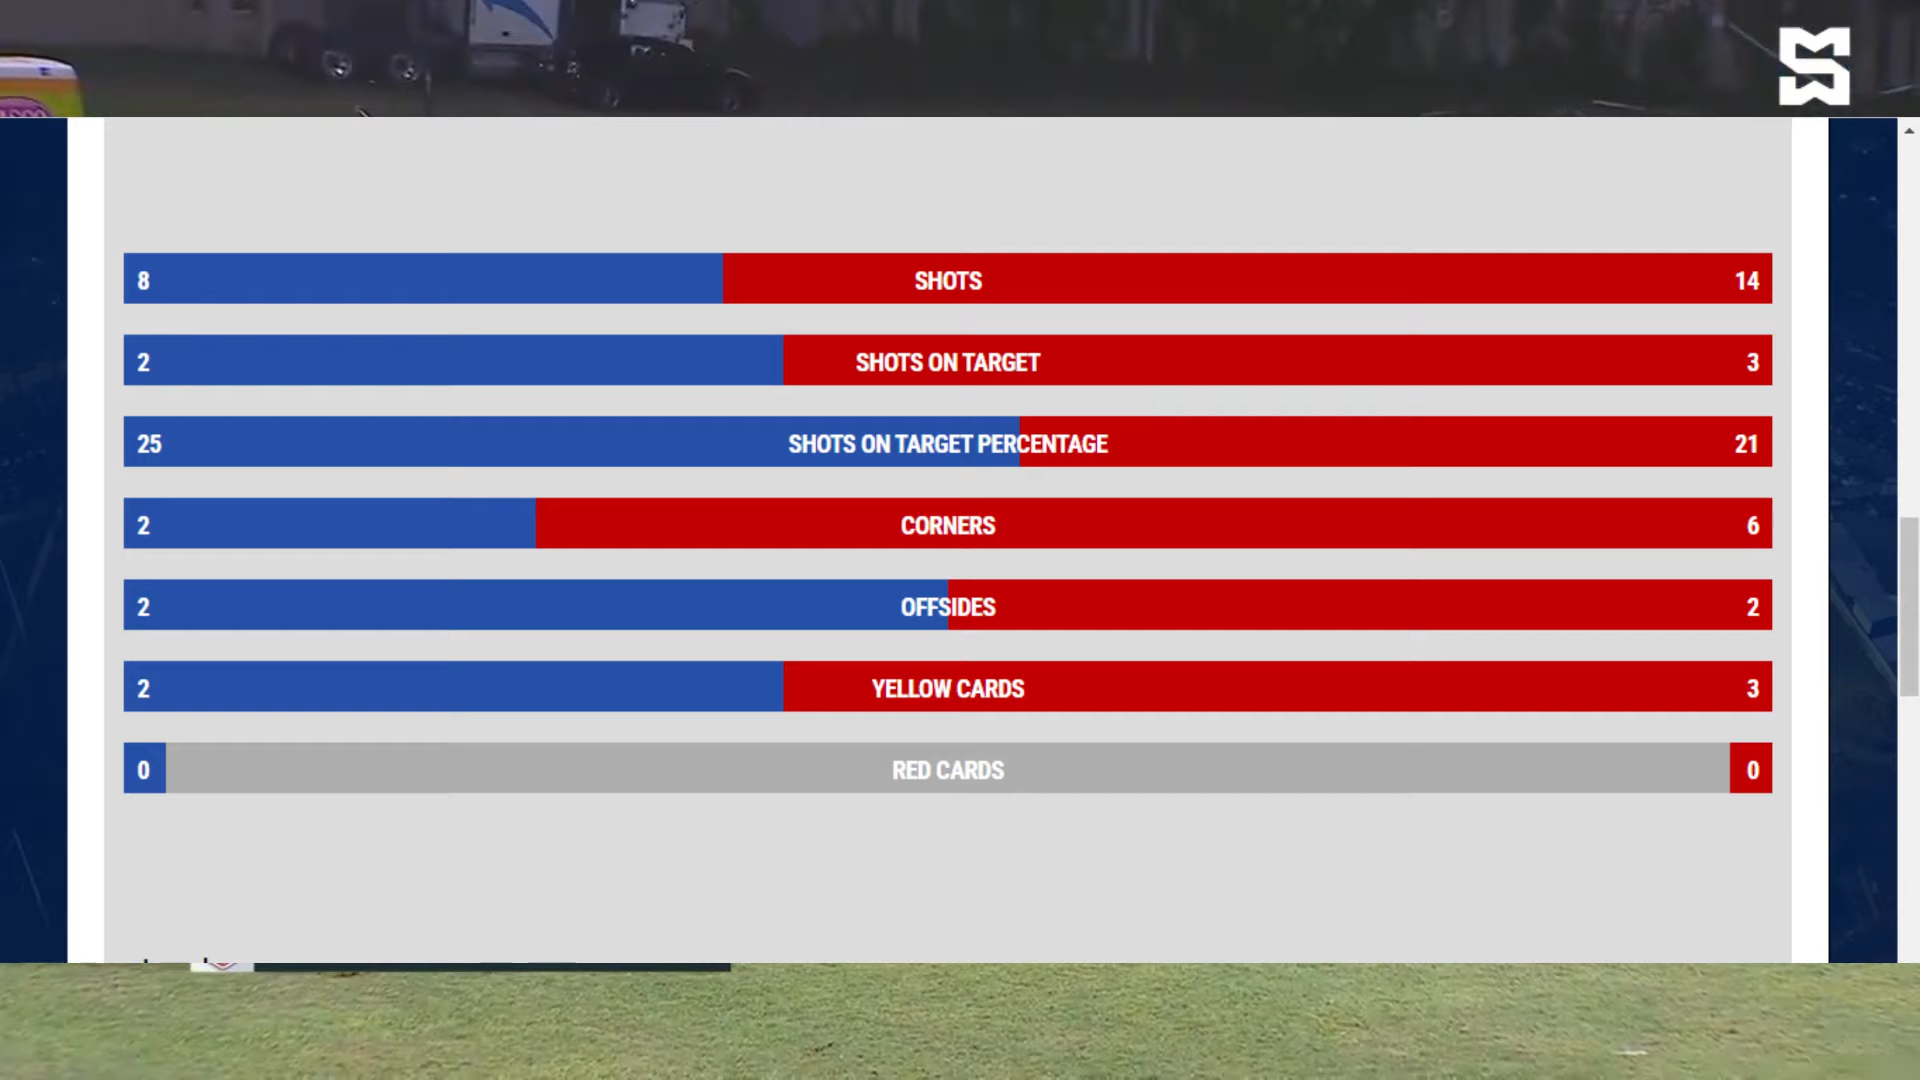 8 SHOTS 14
2 SHOTS ON TARGET 3
25 SHOTS ON TARGET PERCENTAGE 21
2 CORNERS 6
2 OFFSIDES 2
2 YELLOW CARDS 3
0 RED CARDS 0